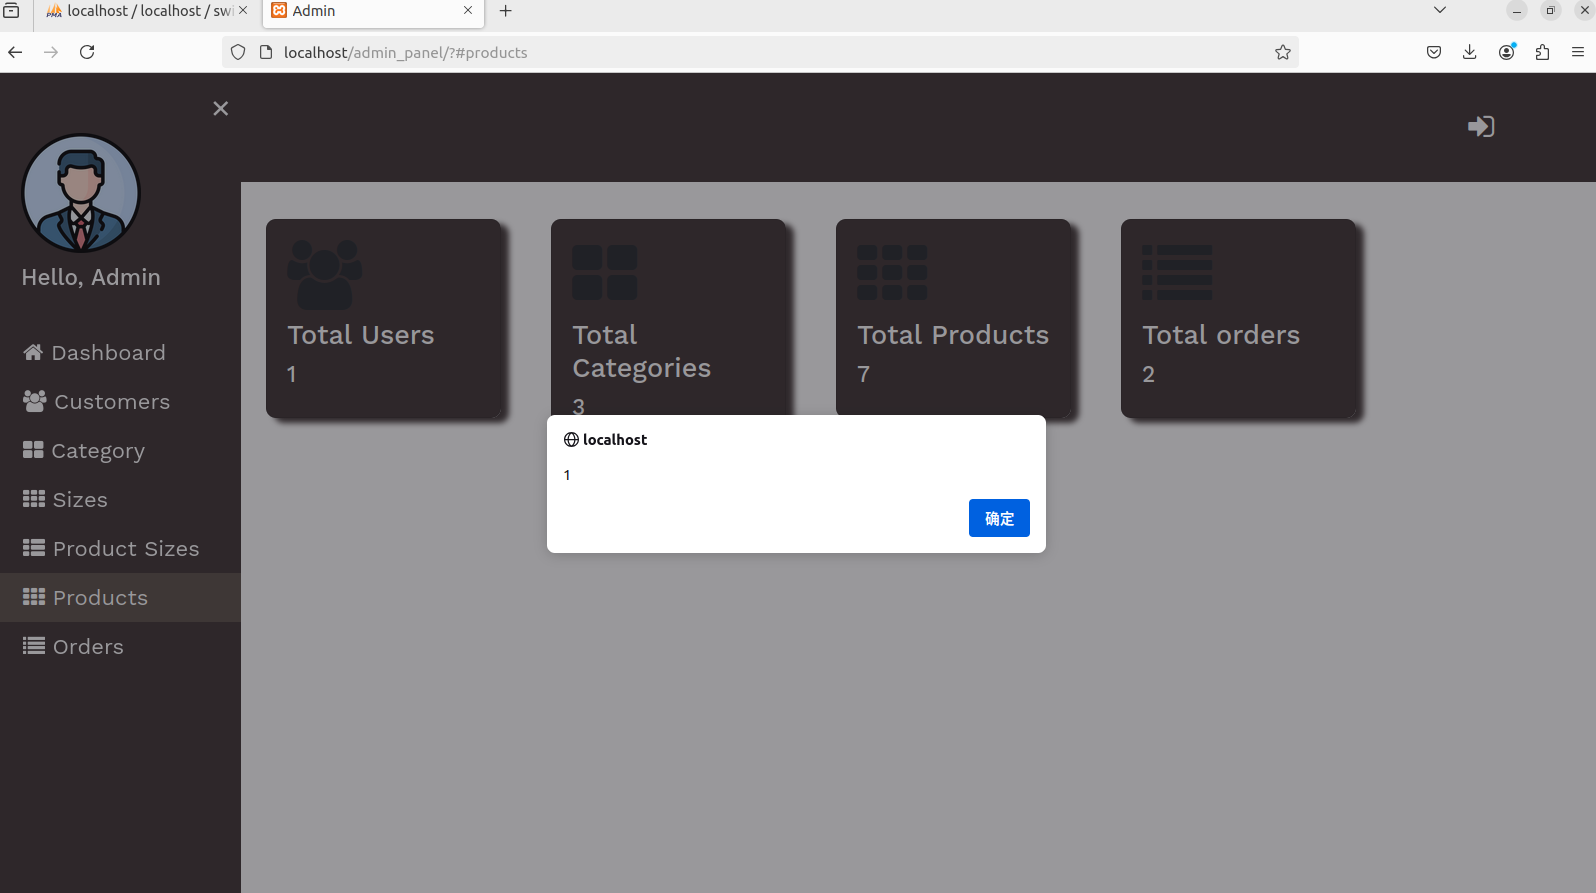 localhost / localhost / swi
Admin
localhost/admin_panel/?#products
Hello, Admin
Dashboard
Customers
Category
Sizes
Product Sizes
Products
Orders
Total Users
1
Total
Categories
3
Total Products
7
Total orders
2
localhost
1
确定